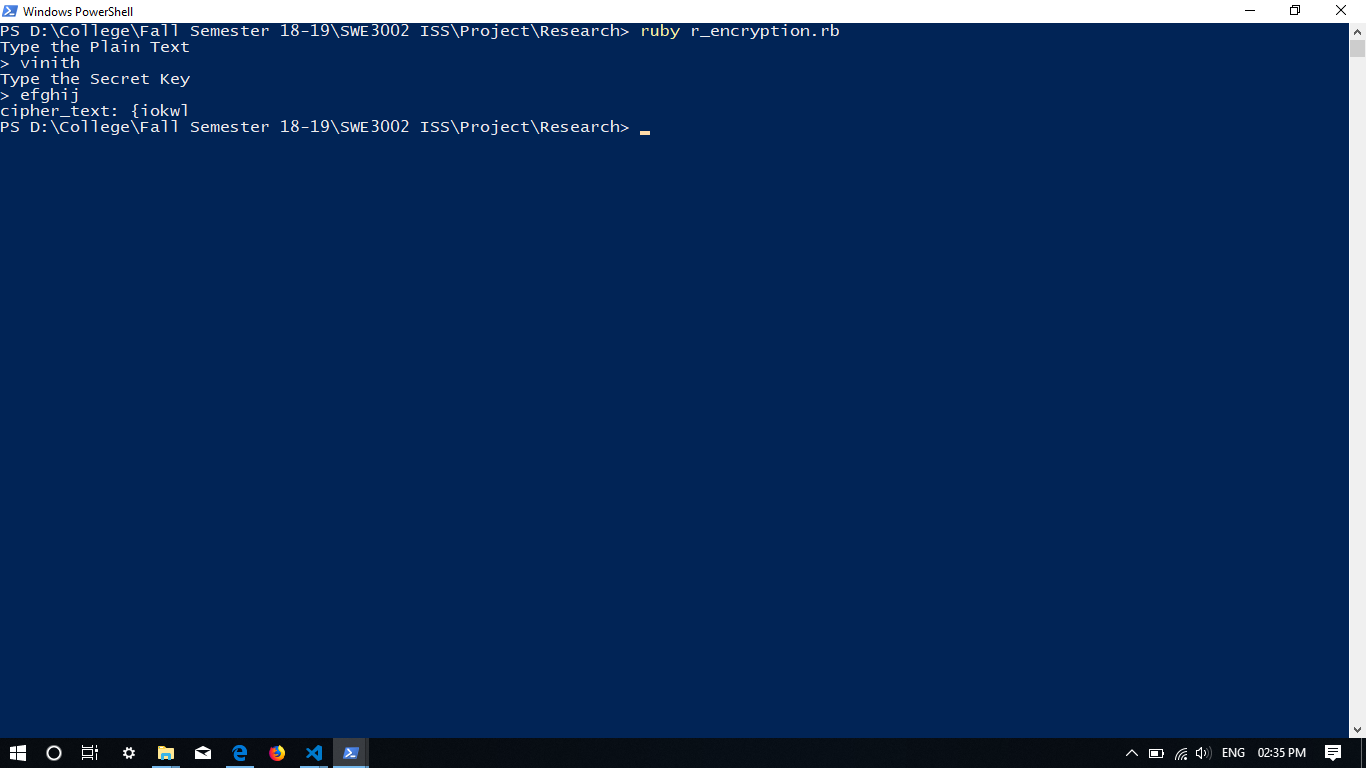 Windows PowerShell
PS D:\College\Fall Semester 18-19\SWE3002 ISS\Project\Research> ruby r_encryption.rb
Type the Plain Text
> vinith
Type the Secret Key
> efghij
cipher_text: {iokwl
PS D:\College\Fall Semester 18-19\SWE3002 ISS\Project\Research>
ENG 02:35 PM